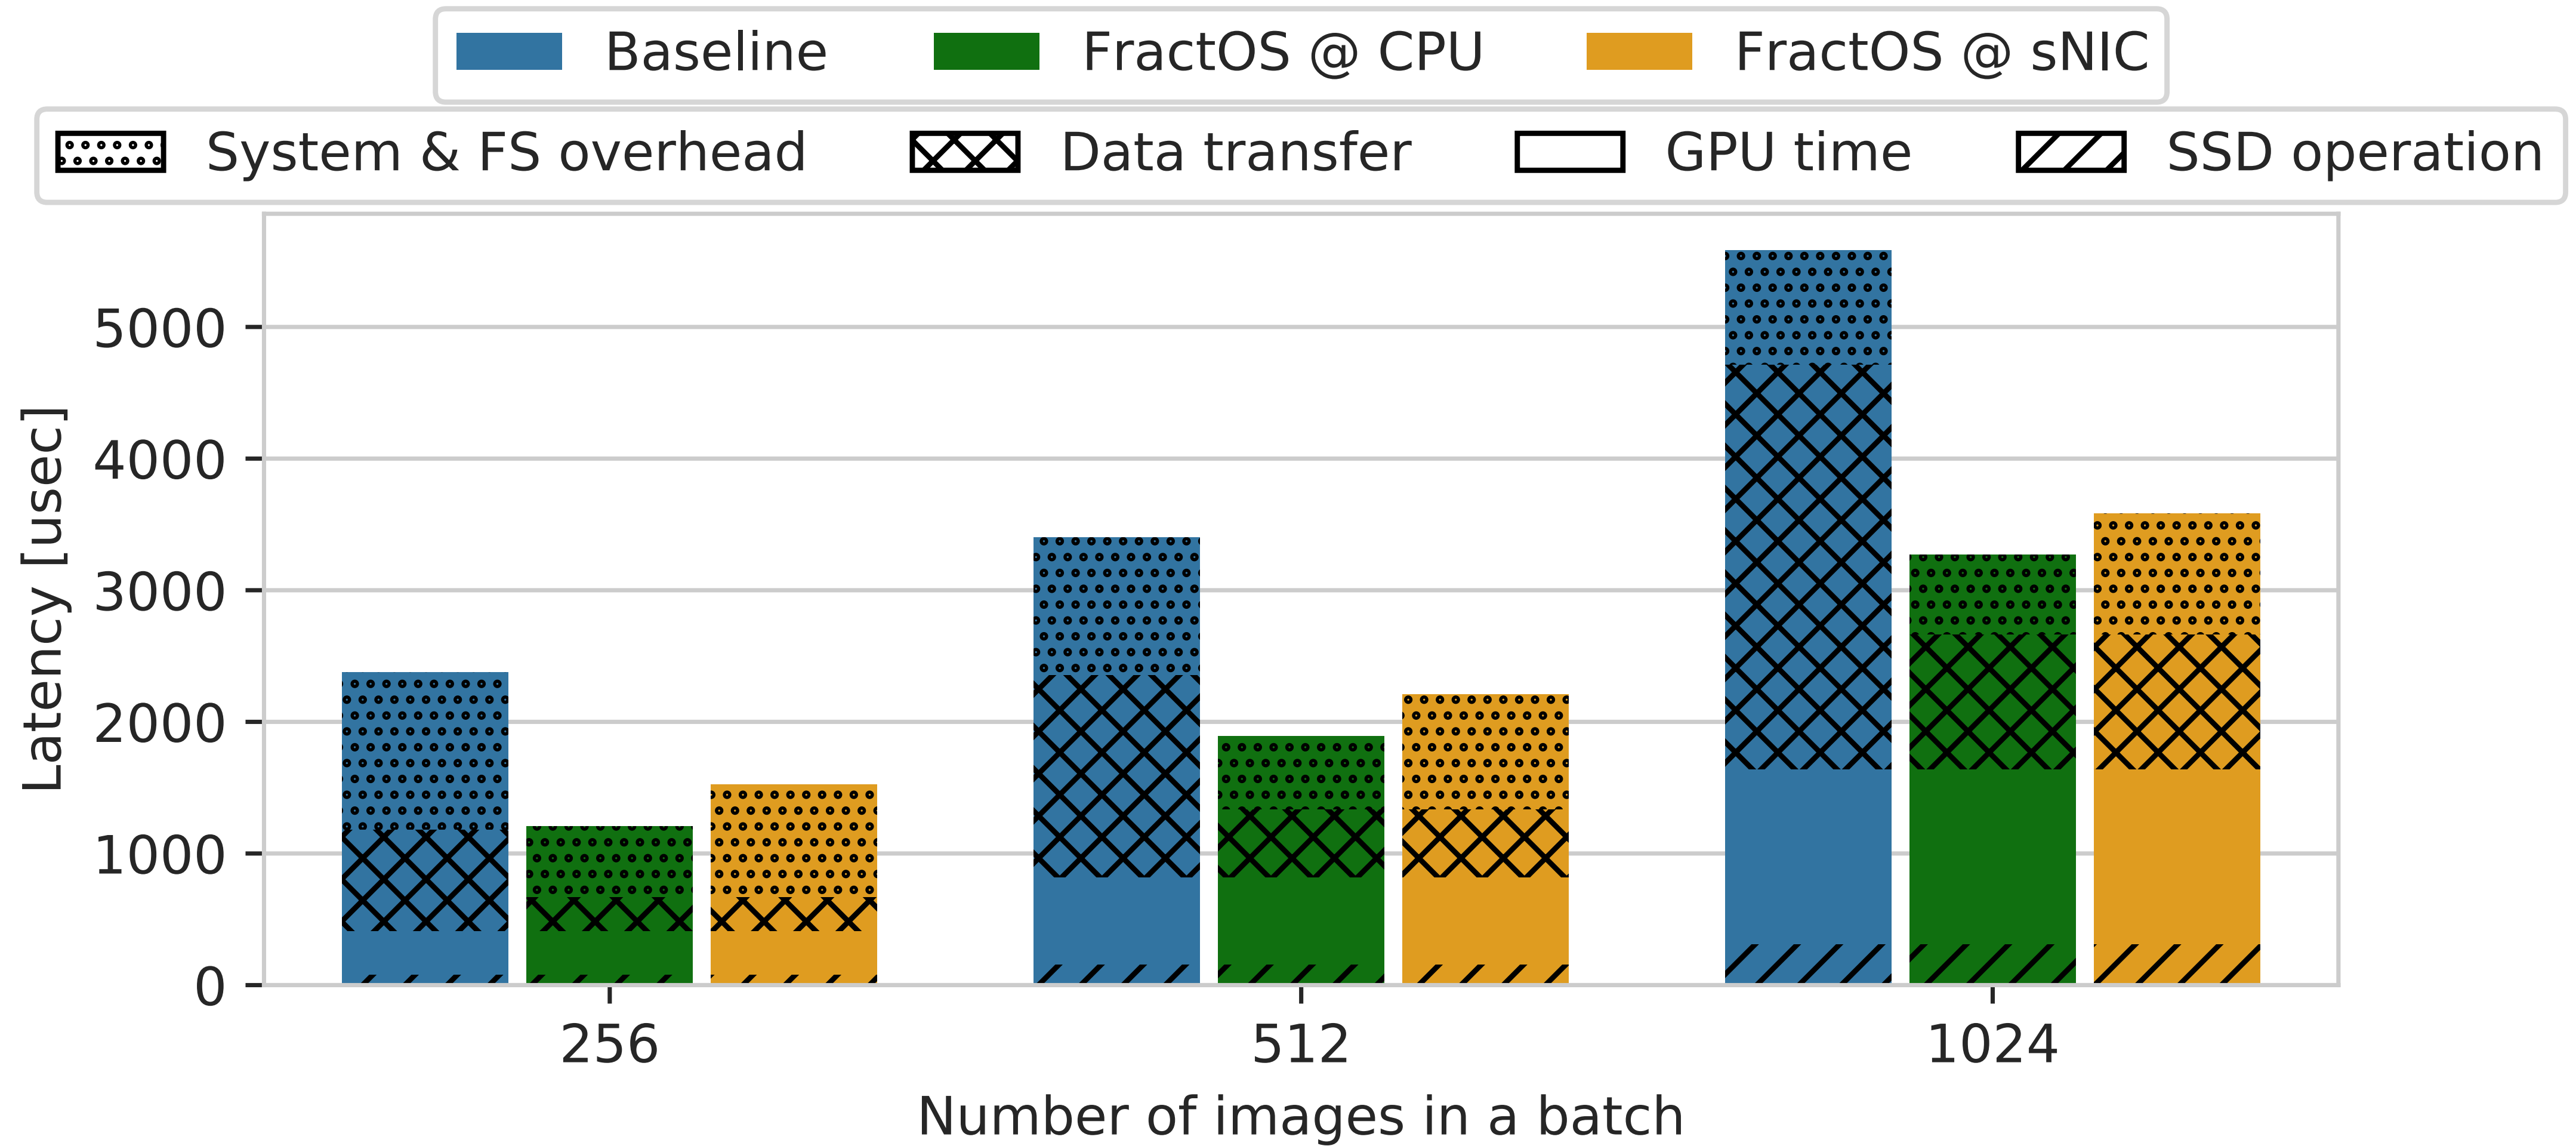 Baseline FractOS @ CPU FractOS @ sNIC
System & FS overhead Data transfer GPU time SSD operation
Latency [usec]
5000
4000
3000
2000
1000
0
256 512 1024
Number of images in a batch